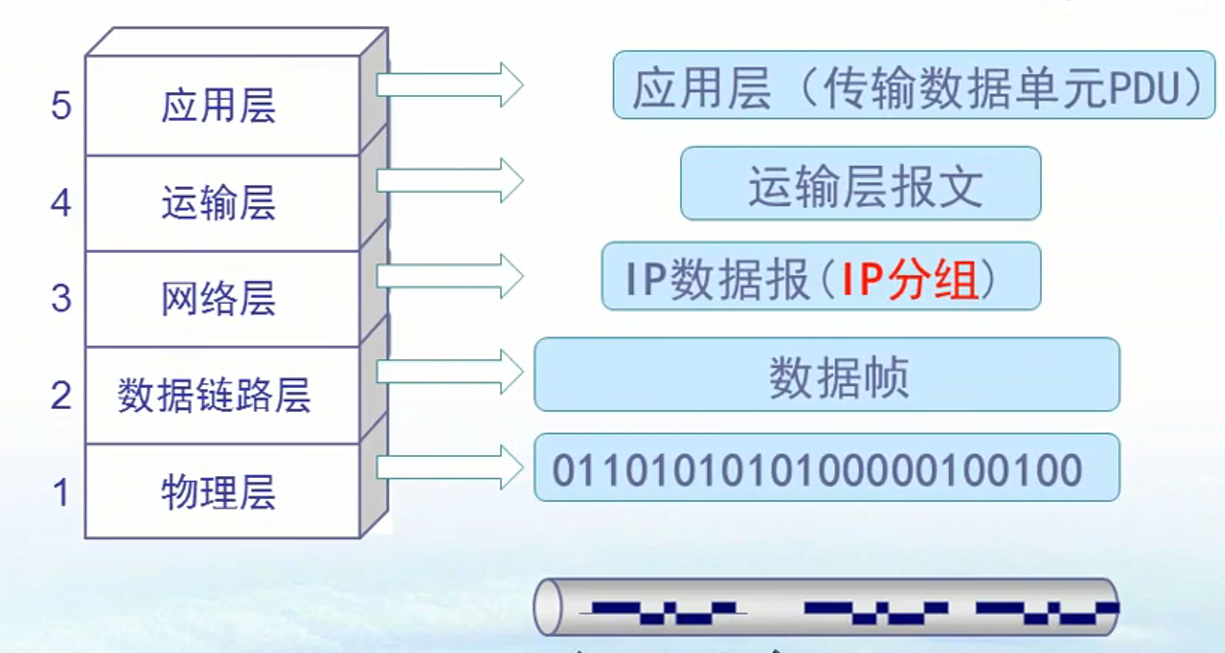 5 应用层 应用层（传输数据单元PDU）
4 运输层 运输层报文
3 网络层 IP数据报(IP分组)
2 数据链路层 数据帧
1 物理层 0110101010100000100100